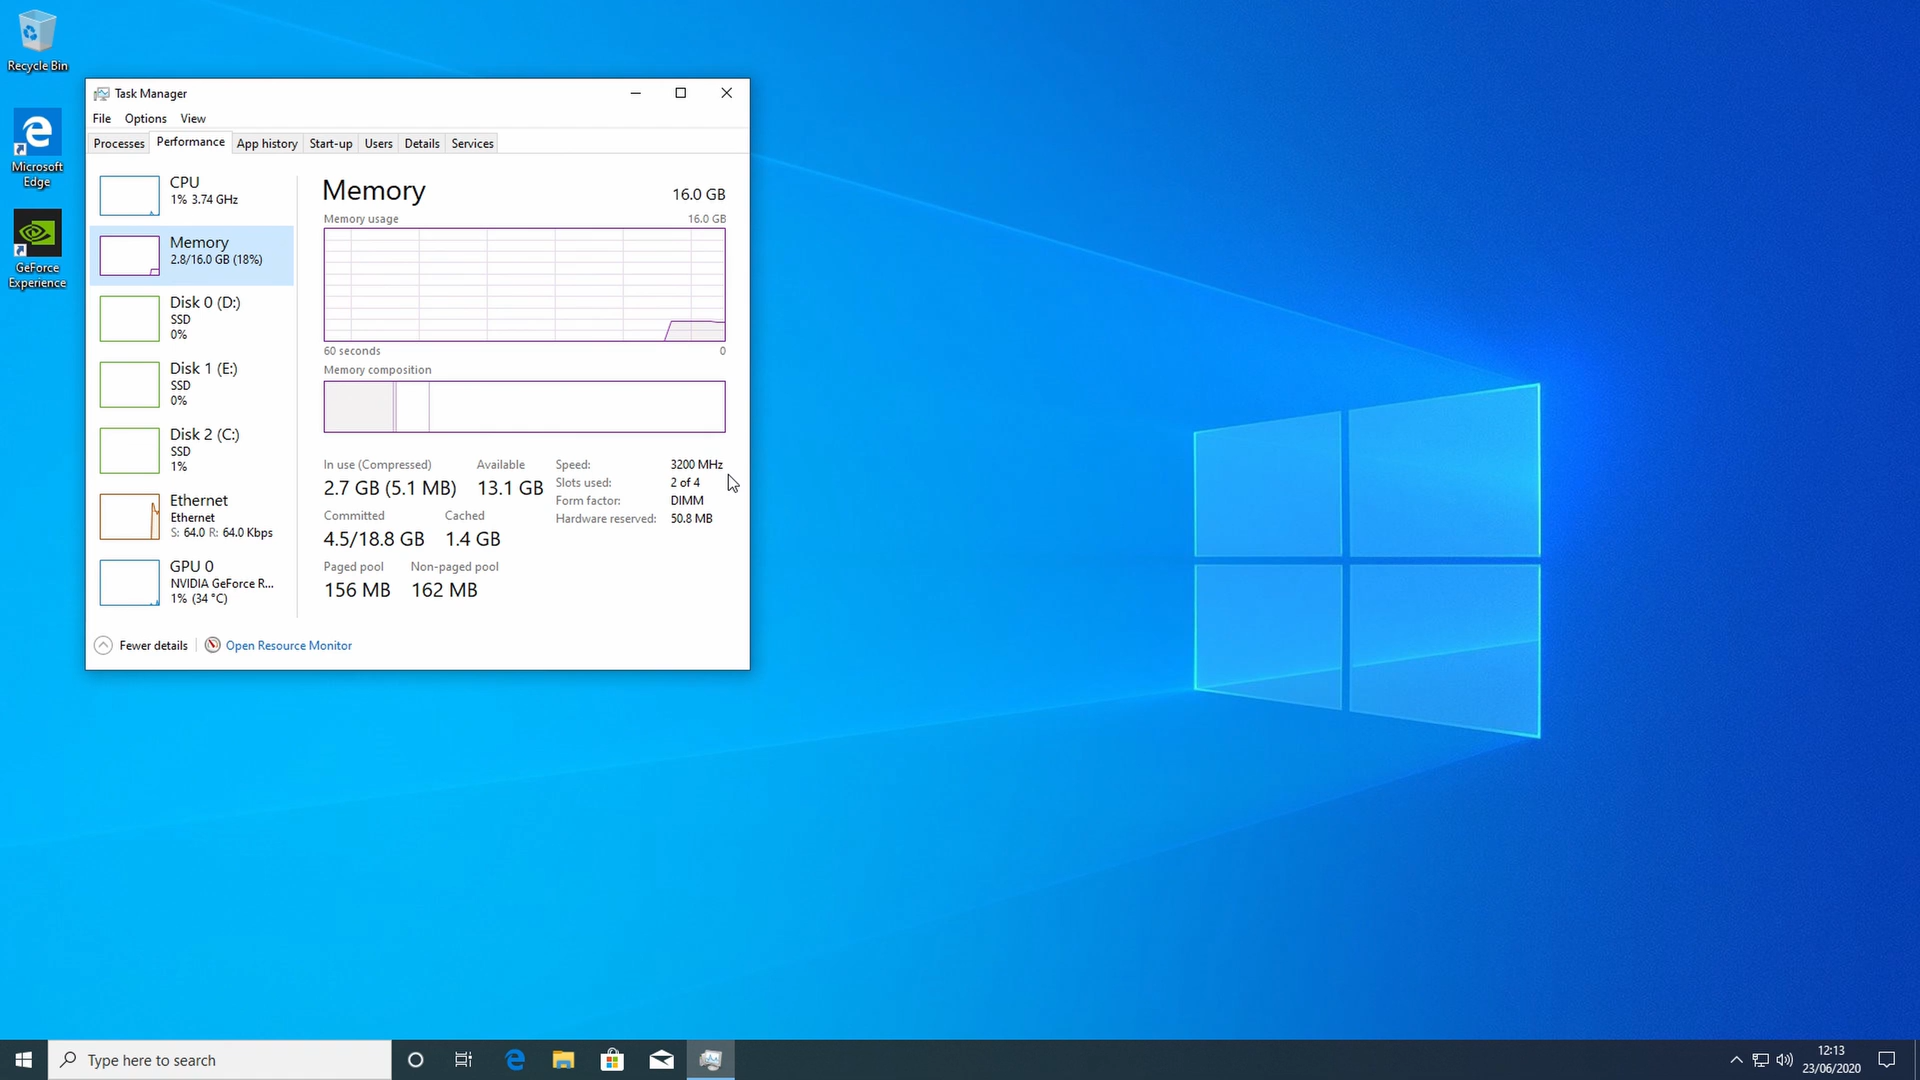 Recycle Bin
Microsoft
Edge
GeForce
Experience
Task Manager
File Options View
Processes Performance App history Start-up Users Details Services
CPU
1% 3.74 GHz
Memory
2.8/16.0 GB (18%)
Disk 0 (D:)
SSD
0%
Disk 1 (E:)
SSD
0%
Disk 2 (C:)
SSD
1%
Ethernet
Ethernet
S: 64.0 R: 64.0 Kbps
GPU 0
NVIDIA GeForce R...
1% (34 °C)
Memory 16.0 GB
Memory usage 16.0 GB
60 seconds 0
Memory composition
In use (Compressed) Available
2.7 GB (5.1 MB) 13.1 GB
Committed Cached
4.5/18.8 GB 1.4 GB
Paged pool Non-paged pool
156 MB 162 MB
Speed: 3200 MHz
Slots used: 2 of 4
Form factor: DIMM
Hardware reserved: 50.8 MB
Fewer details Open Resource Monitor
Type here to search
12:13
23/06/2020